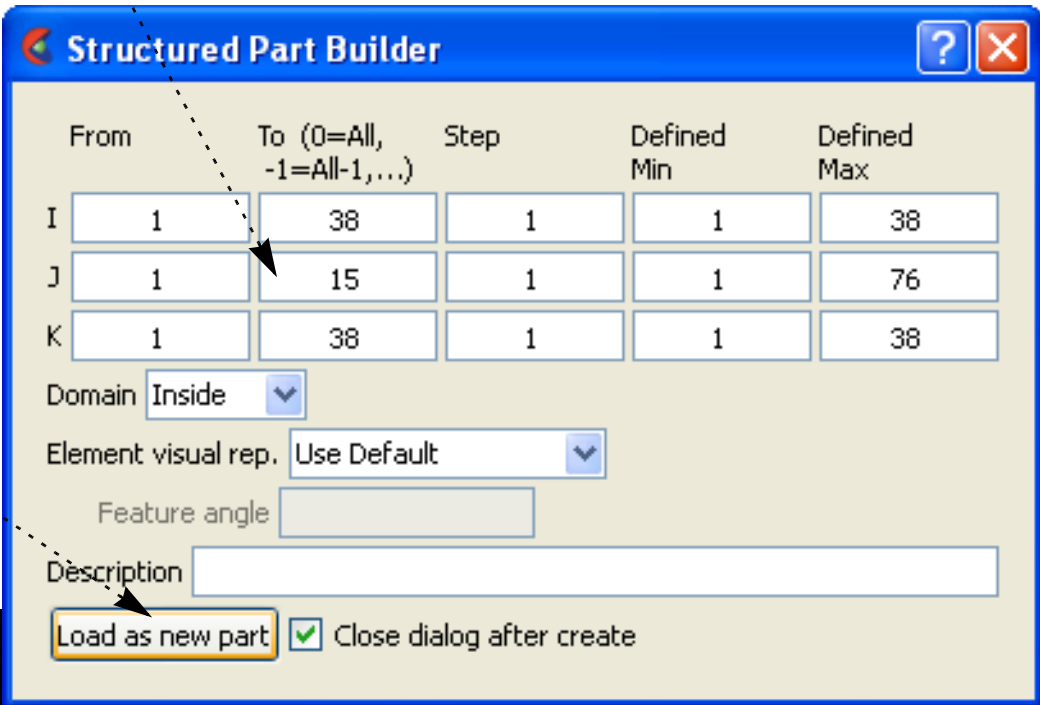 Structured Part Builder
From To (0=All, -1=All-1,...) Step Defined Min Defined Max
I 1 38 1 1 38
J 1 15 1 1 76
K 1 38 1 1 38
Domain Inside
Element visual rep. Use Default
Feature angle
Description
Load as new part Close dialog after create